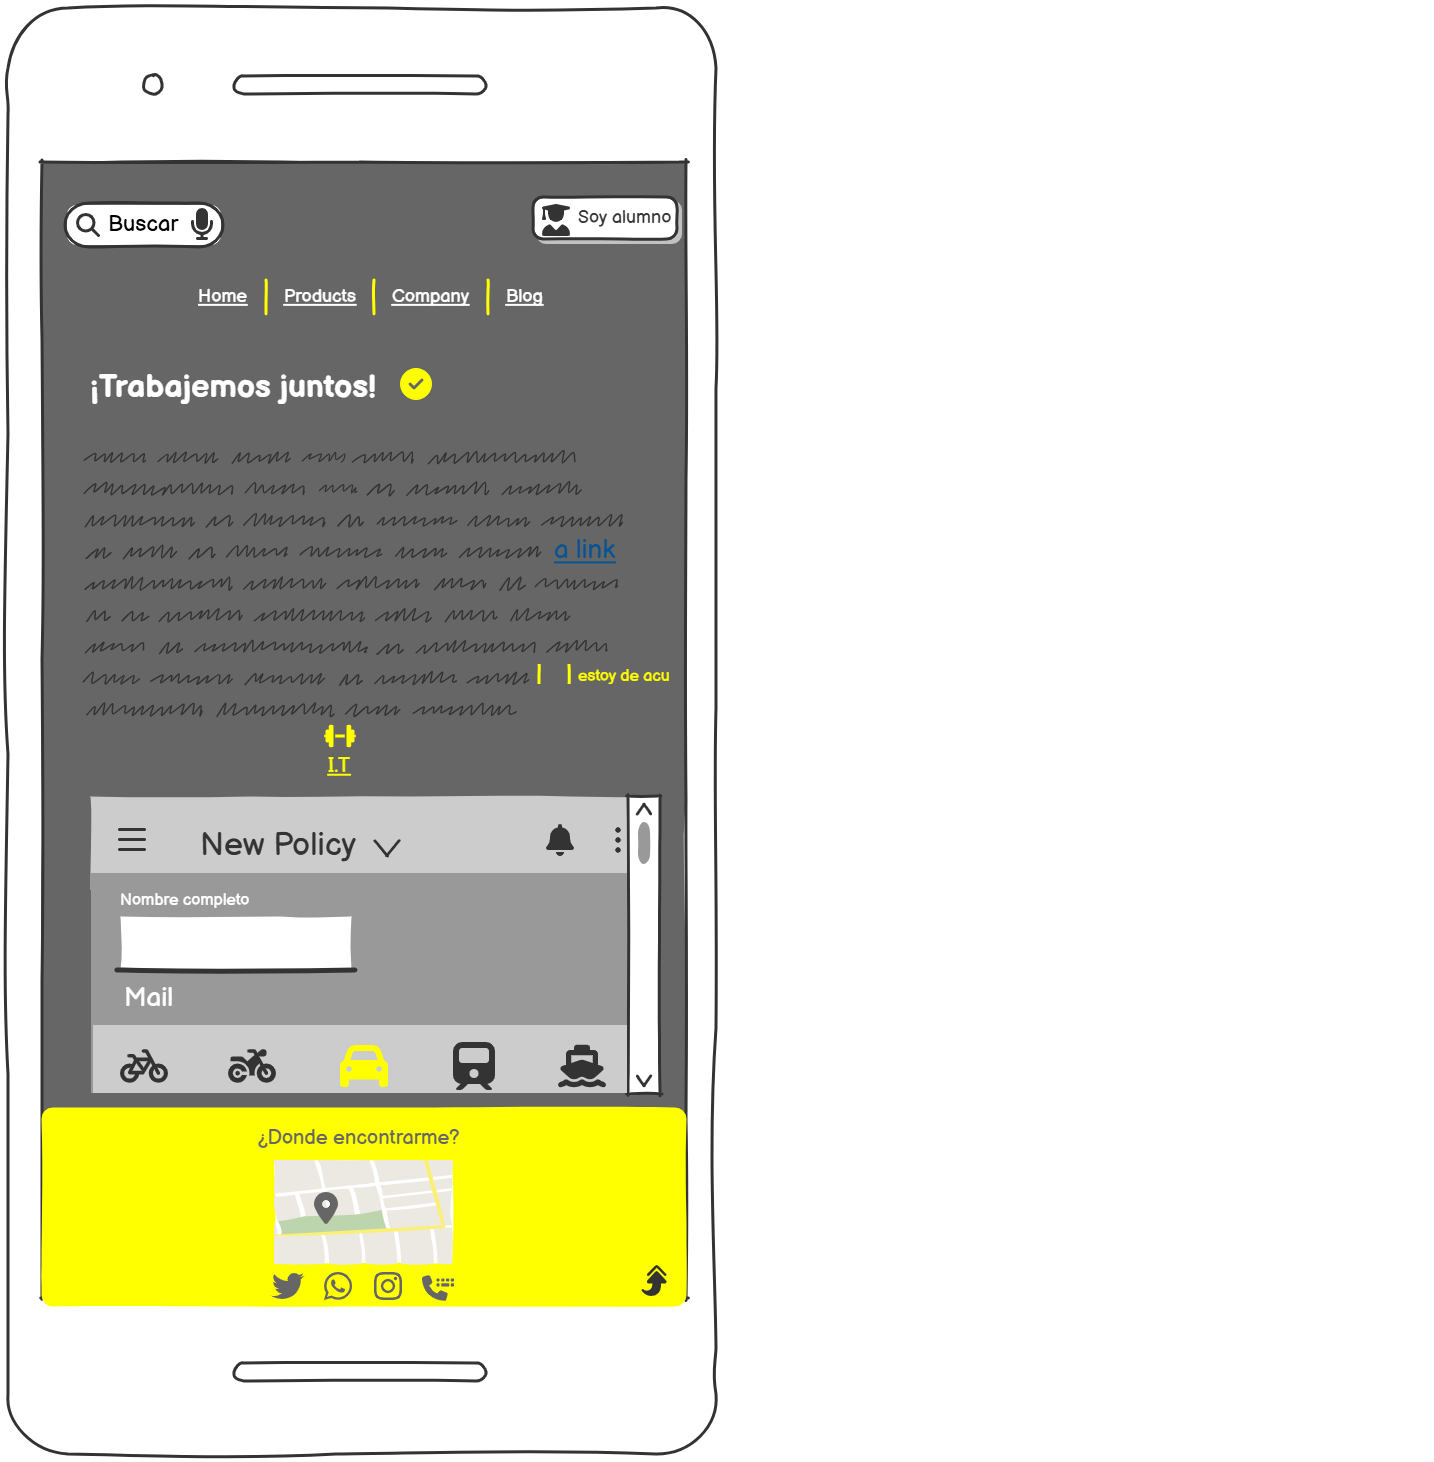 Buscar
Soy alumno
Home Products Company Blog
¡Trabajemos juntos!
a link
estoy de acu
I.T
New Policy
Nombre completo
Mail
¿Donde encontrarme?